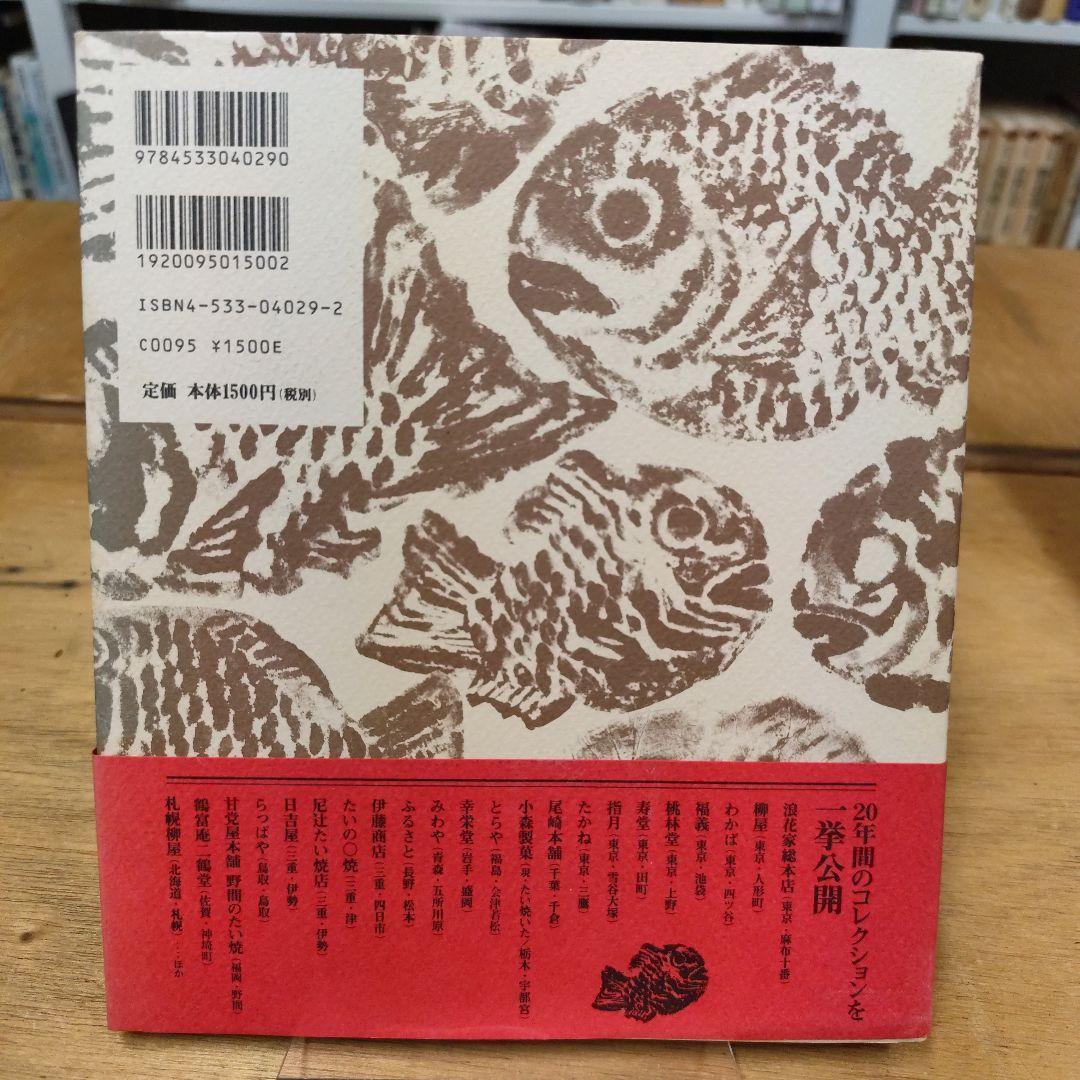 9784533040290
1920095015002
ISBN4-533-04029-2
C0095 ¥1500E
定価 本体1500円(税別)
20年間のコレクションを
一挙公開
浪花家総本店(東京・麻布十番)
柳屋(東京・人形町)
わかば(東京・四ツ谷)
福義(東京・池袋)
桃林堂(東京・上野)
寿堂(東京・田町)
指月(東京・雪谷大塚)
たかね(東京・三鷹)
尾崎本舗(千葉・千倉)
小森製菓(現・たい焼いた/栃木・宇都宮)
とらや(福島・会津若松)
幸栄堂(岩手・盛岡)
みわや(青森・五所川原)
ふるさと(長野・松本)
伊藤商店(三重・四日市)
たいの〇焼(三重・津)
尼辻たい焼店(三重・伊勢)
日吉屋(三重・伊勢)
らっぱや(鳥取・鳥取)
甘党屋本舗 野間のたい焼(福岡・野間)
鶴富庵 一鶴堂(佐賀・神埼町)
札幌柳屋(北海道・札幌)…ほか